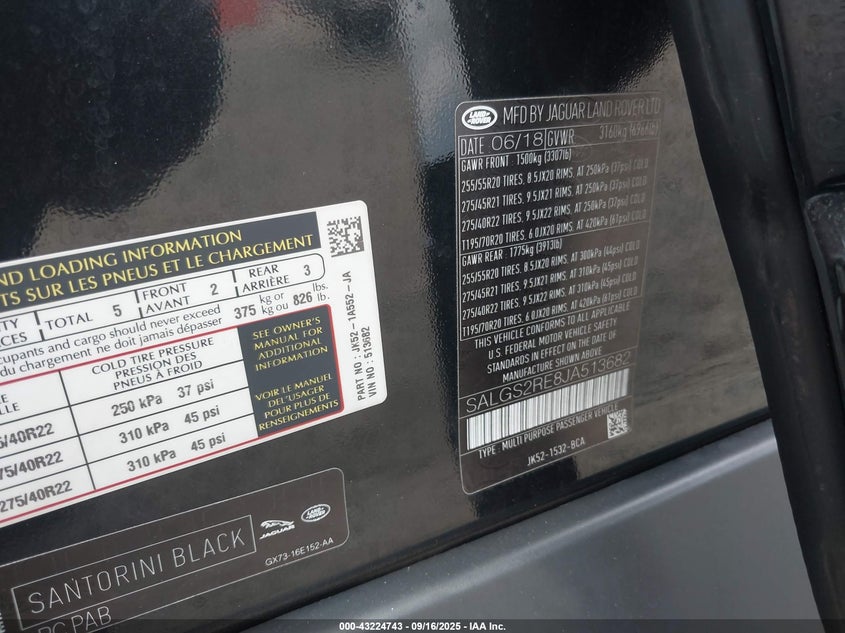 ND LOADING INFORMATION
TS SUR LES PNEUS ET LE CHARGEMENT
TOTAL 5 FRONT AVANT 2 REAR ARRIÈRE 3
cupants and cargo should never exceed 375 kg or 826 lbs.
du chargement ne doit jamais dépasser kg ou lb.
COLD TIRE PRESSURE
PRESSION DES
PNEUS À FROID
250 kPa 37 psi
5/40R22 310 kPa 45 psi
75/40R22 310 kPa 45 psi
275/40R22
SEE OWNER'S
MANUAL FOR
ADDITIONAL
INFORMATION
VOIR LE MANUEL
DE L'USAGER
POUR PLUS DE
RENSEIGNEMENTS
PART NO : JK52-1A552-JA
VIN NO : 513682
SANTORINI BLACK
PAB
JAGUAR
LAND ROVER
GX73-16E152-AA
LAND ROVER
MFD BY JAGUAR LAND ROVER LTD
DATE 06/18 GVWR 3160kg (6966lb)
GAWR FRONT : 1500kg (3307lb)
255/55R20 TIRES, 8.5JX20 RIMS, AT 250kPa (37psi) COLD
275/45R21 TIRES, 9.5JX21 RIMS, AT 250kPa (37psi) COLD
275/40R22 TIRES, 9.5JX22 RIMS, AT 250kPa (37psi) COLD
T195/70R20 TIRES, 6.0JX20 RIMS, AT 420kPa (61psi) COLD
GAWR REAR : 1775kg (3913lb)
255/55R20 TIRES, 8.5JX20 RIMS, AT 300kPa (44psi) COLD
275/45R21 TIRES, 9.5JX21 RIMS, AT 310kPa (45psi) COLD
275/40R22 TIRES, 9.5JX22 RIMS, AT 310kPa (45psi) COLD
T195/70R20 TIRES, 6.0JX20 RIMS, AT 420kPa (61psi) COLD
THIS VEHICLE CONFORMS TO ALL APPLICABLE
U.S. FEDERAL MOTOR VEHICLE SAFETY
STANDARDS IN EFFECT ON THE DATE OF
MANUFACTURE SHOWN ABOVE.
SALGS2RE8JA513682
TYPE : MULTI PURPOSE PASSENGER VEHICLE
JK52-1532-BCA
000-43224743 - 09/16/2025 - IAA Inc.